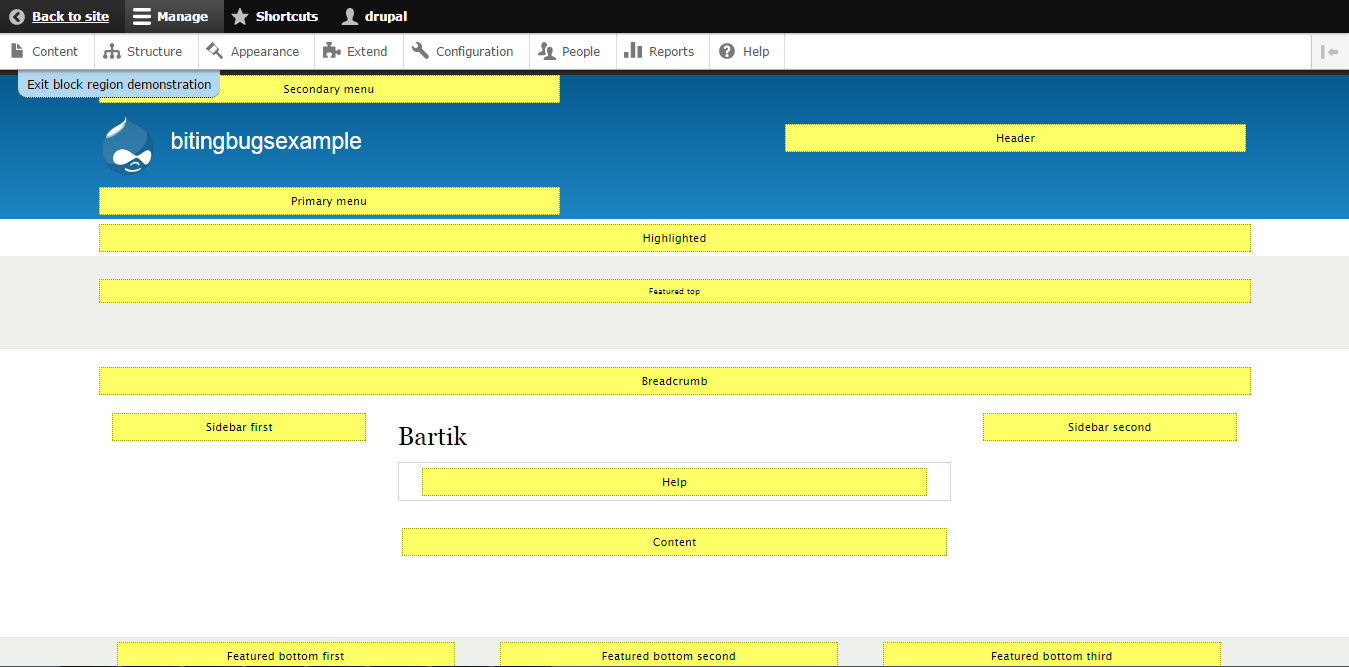 Back to site Manage Shortcuts drupal
Content Structure Appearance Extend Configuration People Reports Help
Exit block region demonstration
Secondary menu
bitingbugsexample
Header
Primary menu
Highlighted
Featured top
Breadcrumb
Sidebar first
Bartik
Sidebar second
Help
Content
Featured bottom first Featured bottom second Featured bottom third